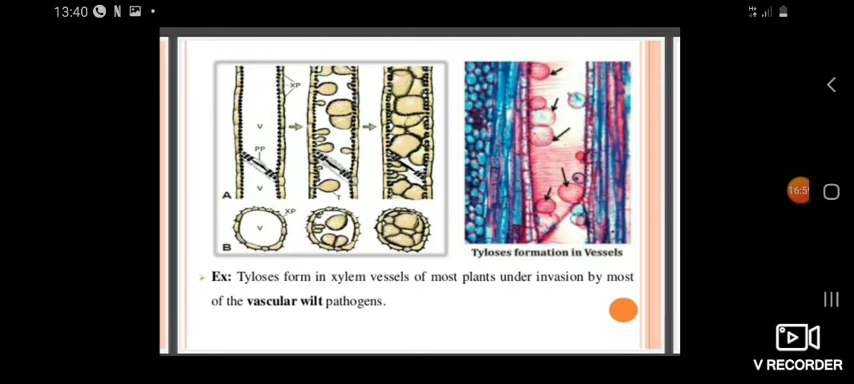 13:40
XP
V
PP
V
A
T
XP
V
B
Tyloses formation in Vessels
Ex: Tyloses form in xylem vessels of most plants under invasion by most
of the vascular wilt pathogens.
16:59
V RECORDER